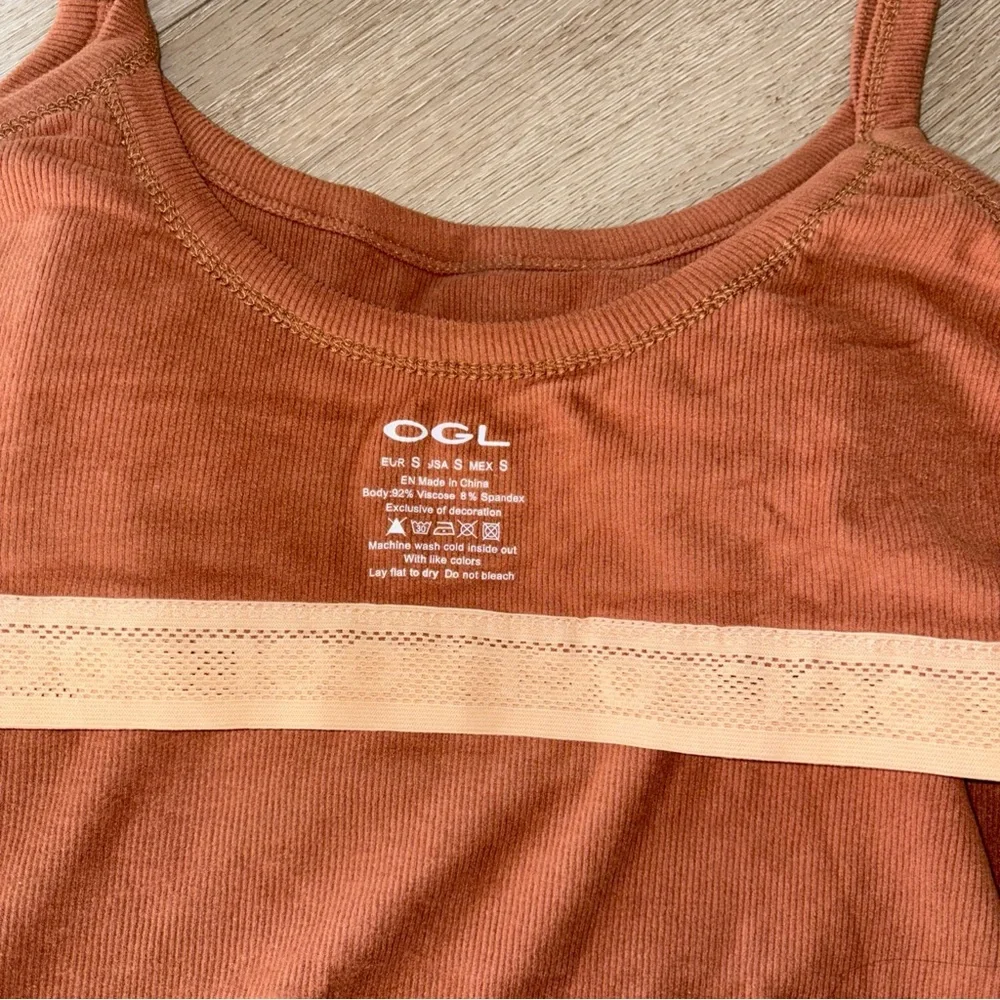 OGL
EUR S USA S MEX S
EN Made in China
Body:92% Viscose 8% Spandex
Exclusive of decoration
30
Machine wash cold inside out
With like colors
Lay flat to dry Do not bleach